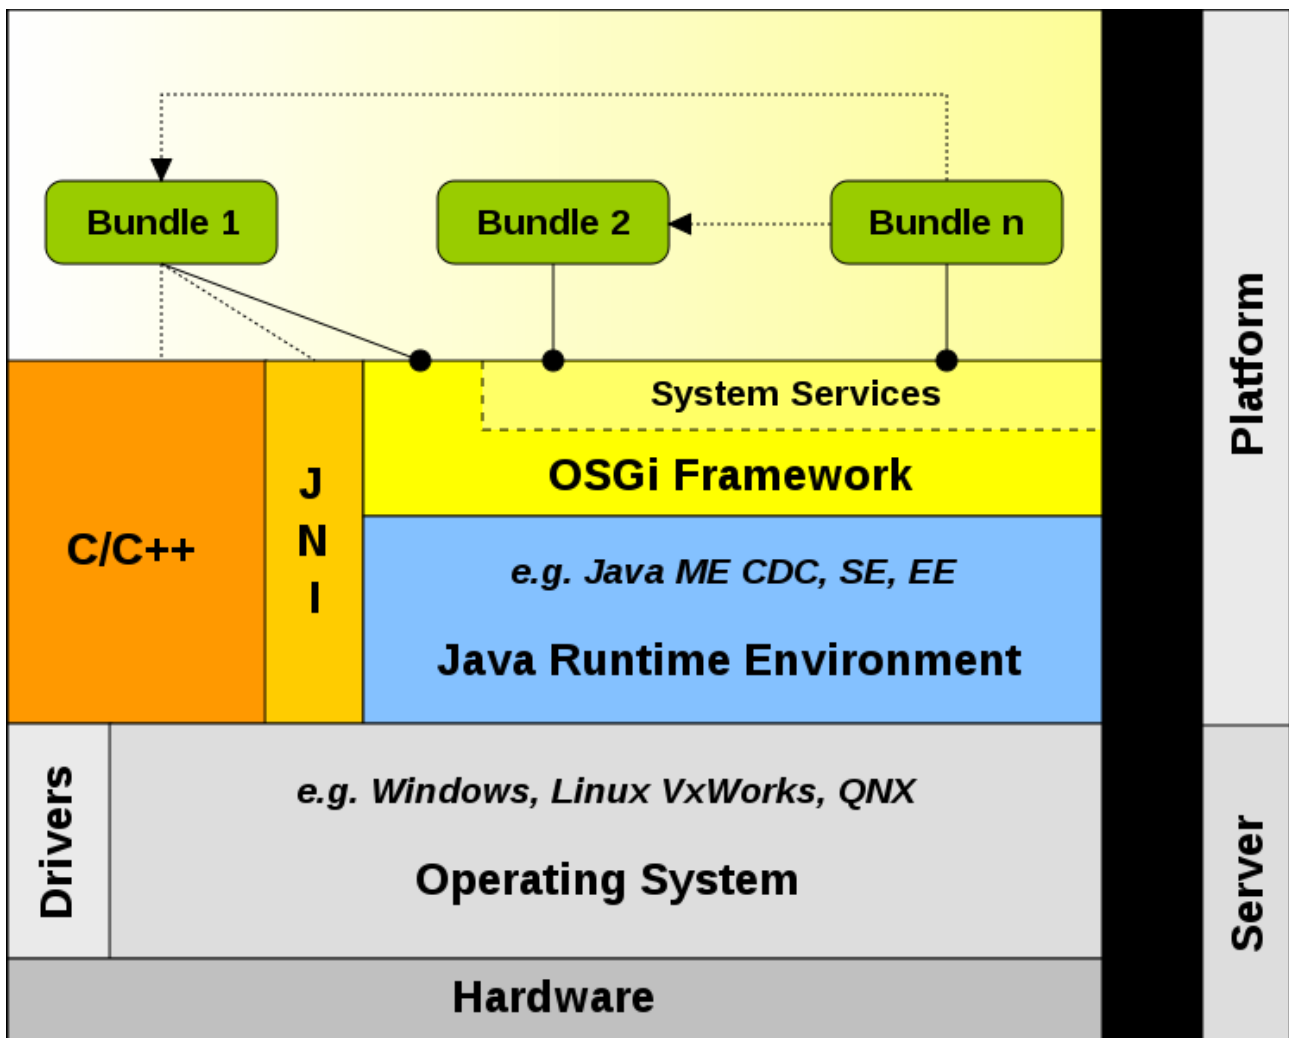 Bundle 1
Bundle 2
Bundle n
System Services
OSGi Framework
C/C++
J
N
I
e.g. Java ME CDC, SE, EE
Java Runtime Environment
Platform
Drivers
e.g. Windows, Linux VxWorks, QNX
Operating System
Server
Hardware